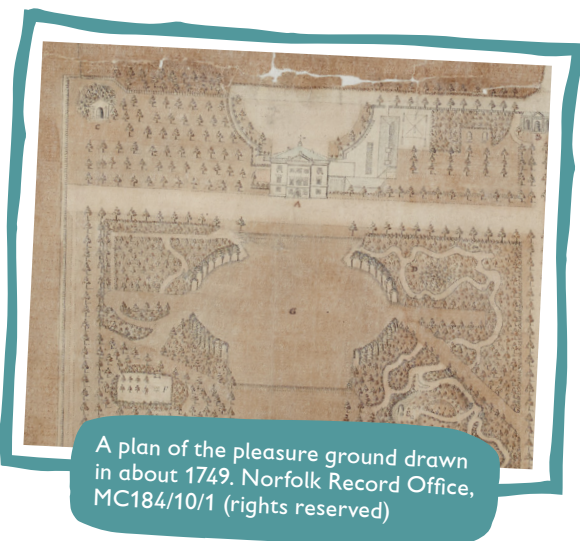 A plan of the pleasure ground drawn
in about 1749. Norfolk Record Office,
MC184/10/1 (rights reserved)